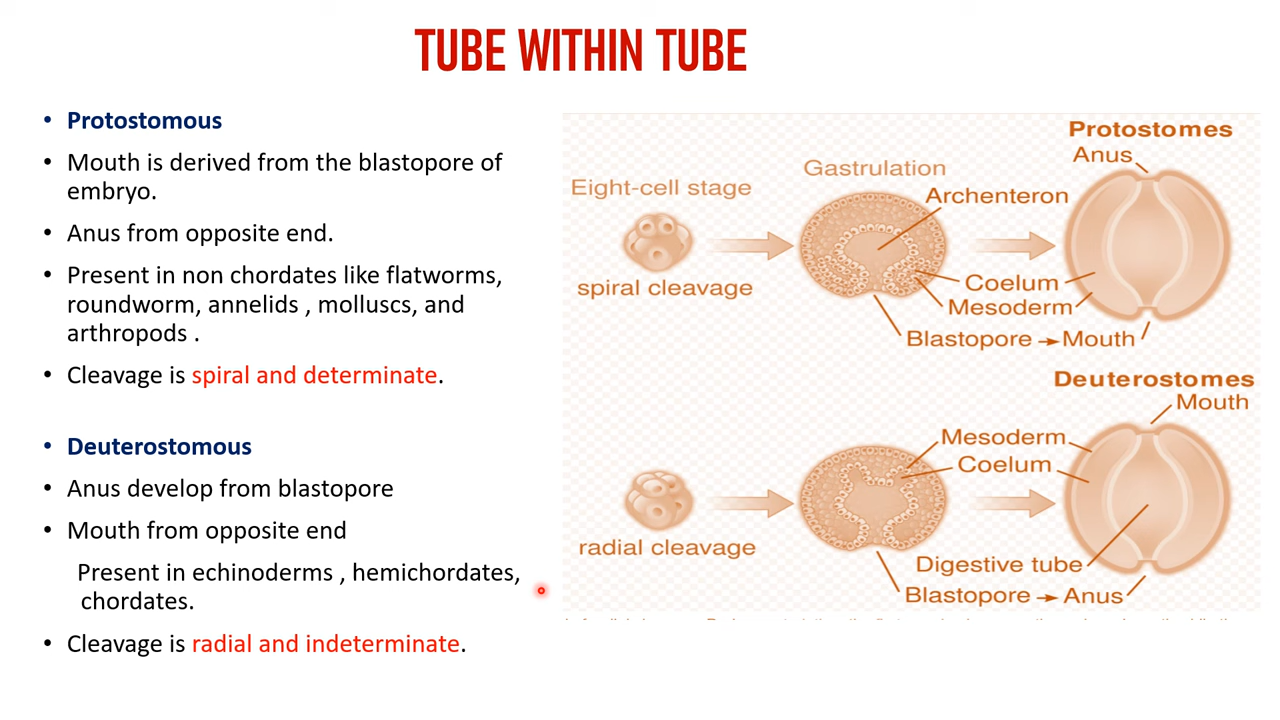 TUBE WITHIN TUBE
• Protostomous
• Mouth is derived from the blastopore of
embryo.
• Anus from opposite end.
• Present in non chordates like flatworms,
roundworm, annelids , molluscs, and
arthropods .
• Cleavage is spiral and determinate.
• Deuterostomous
• Anus develop from blastopore
• Mouth from opposite end
Present in echinoderms , hemichordates,
chordates.
• Cleavage is radial and indeterminate.
Protostomes
Anus
Gastrulation
Eight-cell stage
Archenteron
spiral cleavage
Coelum
Mesoderm
Blastopore → Mouth
Deuterostomes
Mouth
Mesoderm
Coelum
radial cleavage
Digestive tube
Blastopore → Anus